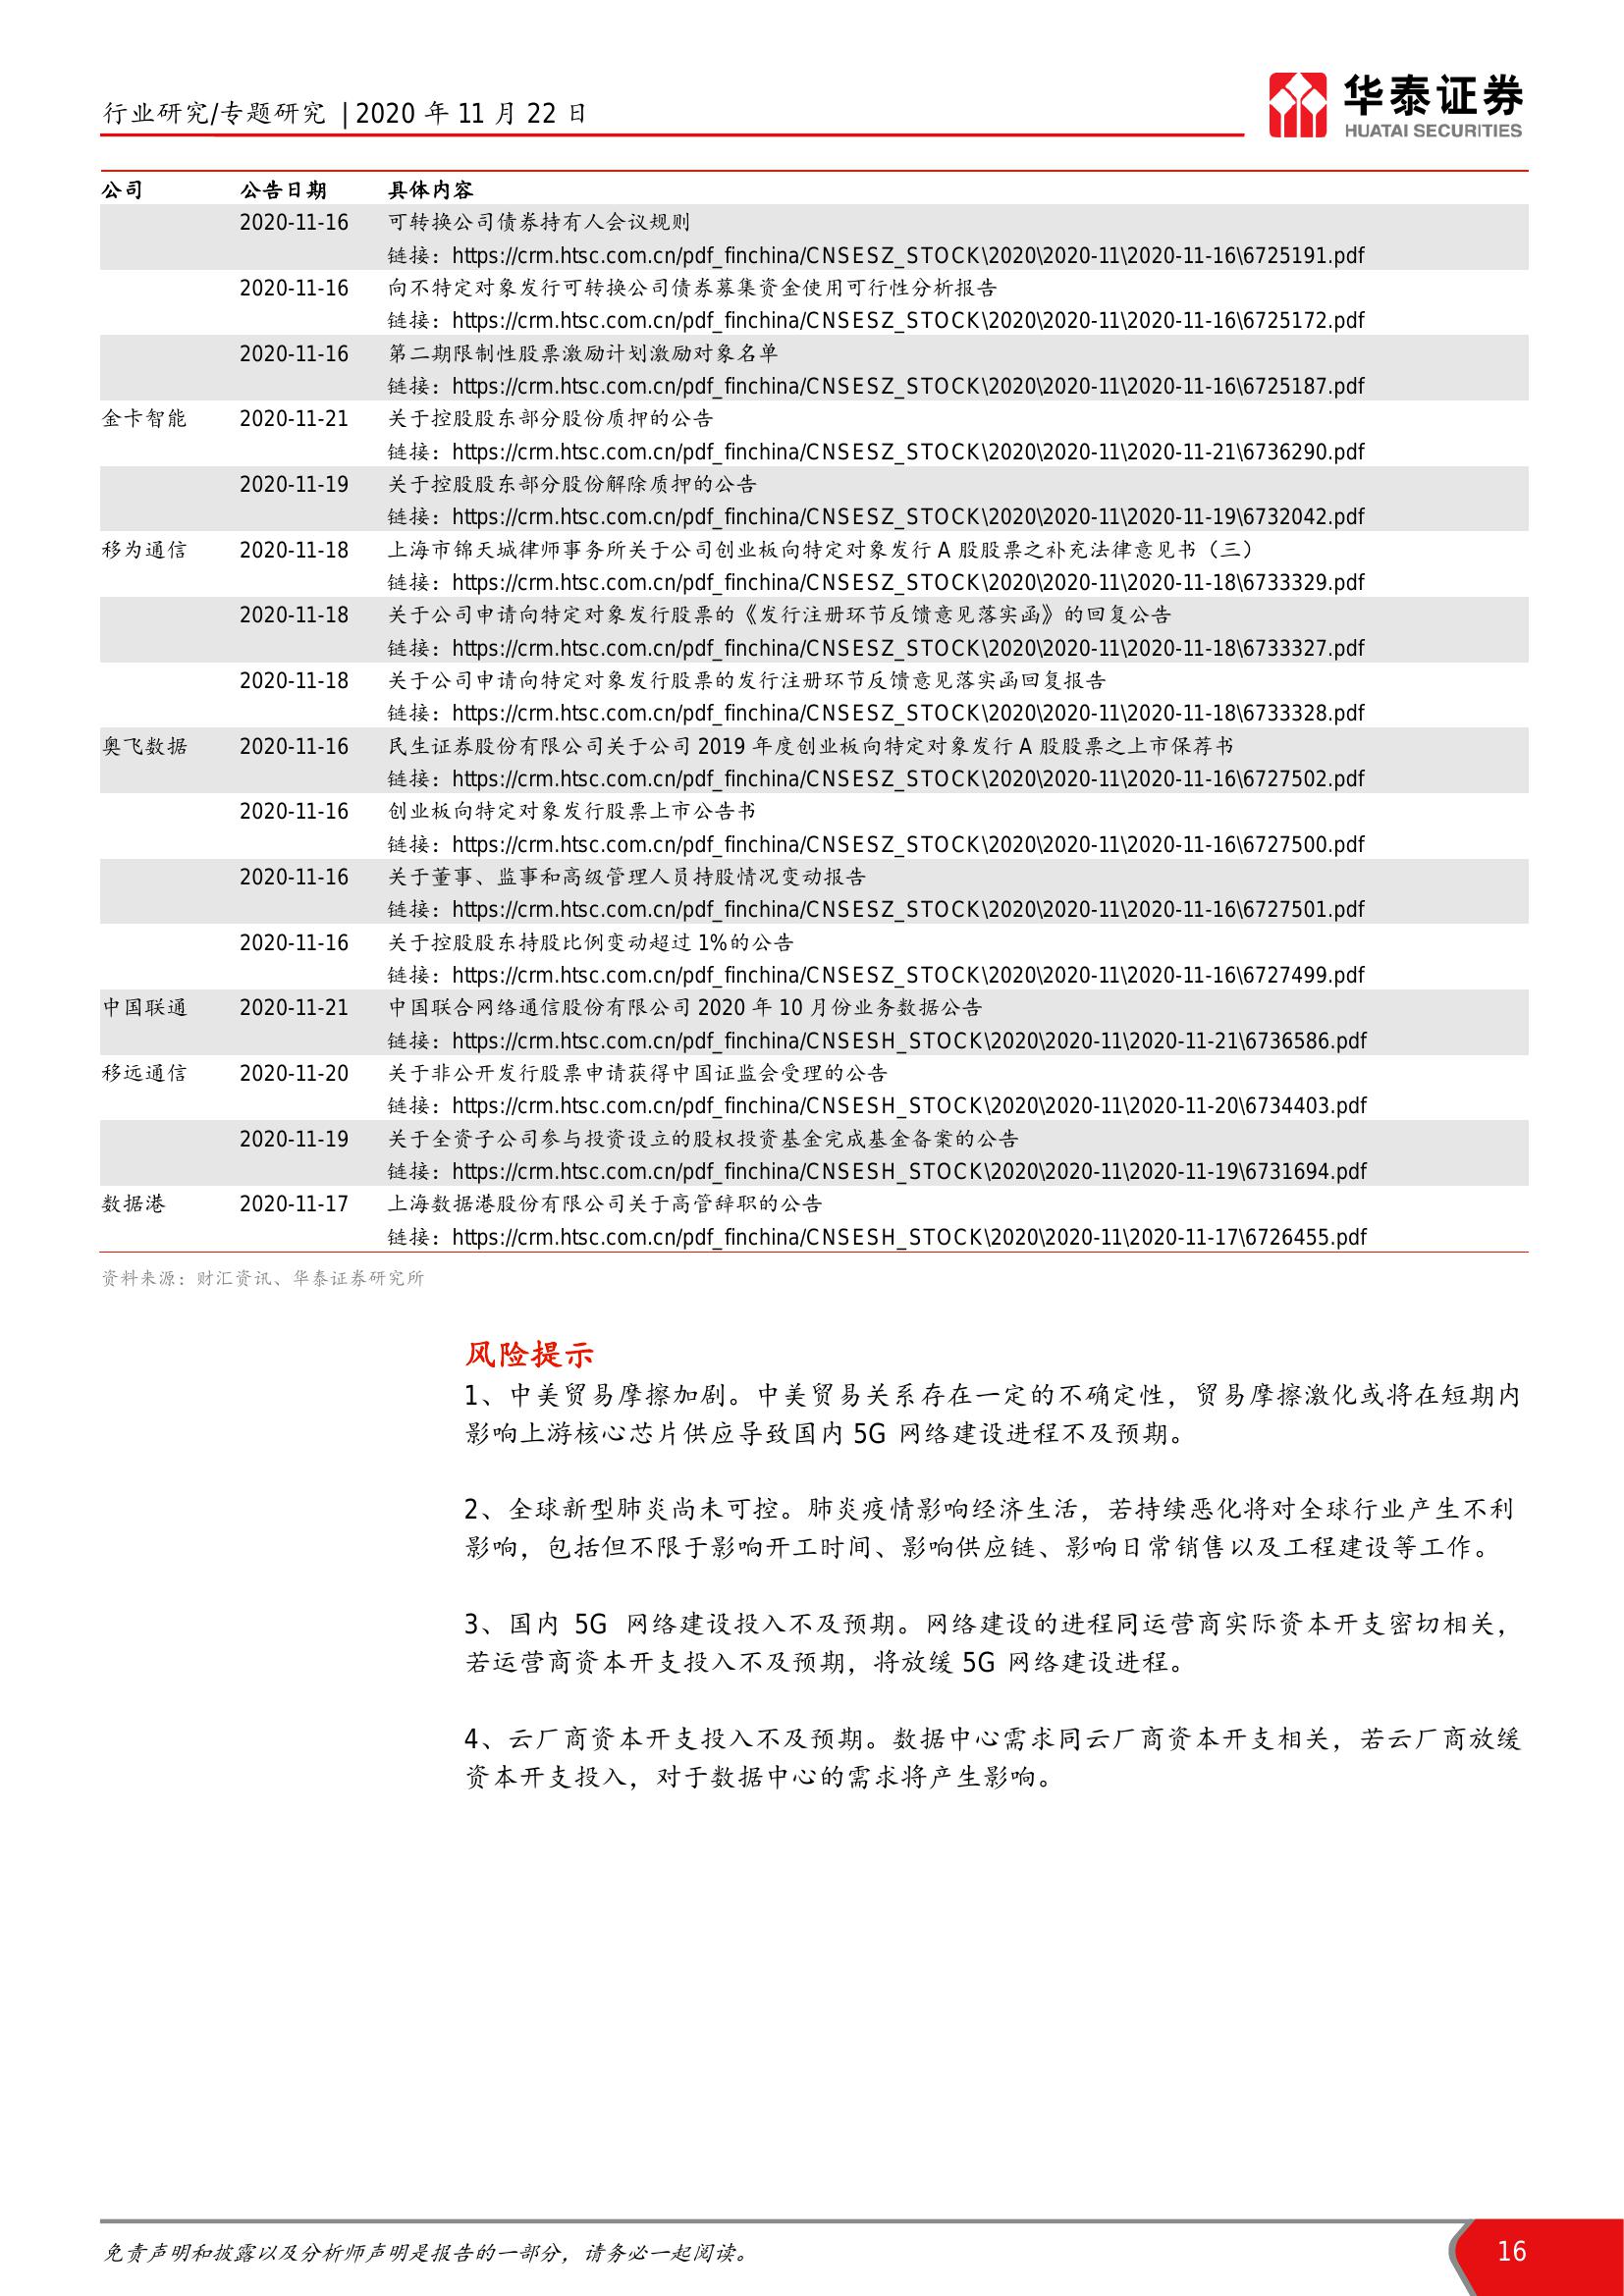 行业研究/专题研究 | 2020 年 11 月 22 日
华泰证券
HUATAI SECURITIES
公司 公告日期 具体内容
2020-11-16 可转换公司债券持有人会议规则
链接：https://crm.htsc.com.cn/pdf_finchina/CNSESZ_STOCK\2020\2020-11\2020-11-16\6725191.pdf
2020-11-16 向不特定对象发行可转换公司债券募集资金使用可行性分析报告
链接：https://crm.htsc.com.cn/pdf_finchina/CNSESZ_STOCK\2020\2020-11\2020-11-16\6725172.pdf
2020-11-16 第二期限制性股票激励计划激励对象名单
链接：https://crm.htsc.com.cn/pdf_finchina/CNSESZ_STOCK\2020\2020-11\2020-11-16\6725187.pdf
金卡智能 2020-11-21 关于控股股东部分股份质押的公告
链接：https://crm.htsc.com.cn/pdf_finchina/CNSESZ_STOCK\2020\2020-11\2020-11-21\6736290.pdf
2020-11-19 关于控股股东部分股份解除质押的公告
链接：https://crm.htsc.com.cn/pdf_finchina/CNSESZ_STOCK\2020\2020-11\2020-11-19\6732042.pdf
移为通信 2020-11-18 上海市锦天城律师事务所关于公司创业板向特定对象发行 A 股股票之补充法律意见书（三）
链接：https://crm.htsc.com.cn/pdf_finchina/CNSESZ_STOCK\2020\2020-11\2020-11-18\6733329.pdf
2020-11-18 关于公司申请向特定对象发行股票的《发行注册环节反馈意见落实函》的回复公告
链接：https://crm.htsc.com.cn/pdf_finchina/CNSESZ_STOCK\2020\2020-11\2020-11-18\6733327.pdf
2020-11-18 关于公司申请向特定对象发行股票的发行注册环节反馈意见落实函回复报告
链接：https://crm.htsc.com.cn/pdf_finchina/CNSESZ_STOCK\2020\2020-11\2020-11-18\6733328.pdf
奥飞数据 2020-11-16 民生证券股份有限公司关于公司 2019 年度创业板向特定对象发行 A 股股票之上市保荐书
链接：https://crm.htsc.com.cn/pdf_finchina/CNSESZ_STOCK\2020\2020-11\2020-11-16\6727502.pdf
2020-11-16 创业板向特定对象发行股票上市公告书
链接：https://crm.htsc.com.cn/pdf_finchina/CNSESZ_STOCK\2020\2020-11\2020-11-16\6727500.pdf
2020-11-16 关于董事、监事和高级管理人员持股情况变动报告
链接：https://crm.htsc.com.cn/pdf_finchina/CNSESZ_STOCK\2020\2020-11\2020-11-16\6727501.pdf
2020-11-16 关于控股股东持股比例变动超过 1%的公告
链接：https://crm.htsc.com.cn/pdf_finchina/CNSESZ_STOCK\2020\2020-11\2020-11-16\6727499.pdf
中国联通 2020-11-21 中国联合网络通信股份有限公司 2020 年 10 月份业务数据公告
链接：https://crm.htsc.com.cn/pdf_finchina/CNSESH_STOCK\2020\2020-11\2020-11-21\6736586.pdf
移远通信 2020-11-20 关于非公开发行股票申请获得中国证监会受理的公告
链接：https://crm.htsc.com.cn/pdf_finchina/CNSESH_STOCK\2020\2020-11\2020-11-20\6734403.pdf
2020-11-19 关于全资子公司参与投资设立的股权投资基金完成基金备案的公告
链接：https://crm.htsc.com.cn/pdf_finchina/CNSESH_STOCK\2020\2020-11\2020-11-19\6731694.pdf
数据港 2020-11-17 上海数据港股份有限公司关于高管辞职的公告
链接：https://crm.htsc.com.cn/pdf_finchina/CNSESH_STOCK\2020\2020-11\2020-11-17\6726455.pdf
资料来源：财汇资讯、华泰证券研究所
风险提示
1、中美贸易摩擦加剧。中美贸易关系存在一定的不确定性，贸易摩擦激化或将在短期内
影响上游核心芯片供应导致国内 5G 网络建设进程不及预期。
2、全球新型肺炎尚未可控。肺炎疫情影响经济生活，若持续恶化将对全球行业产生不利
影响，包括但不限于影响开工时间、影响供应链、影响日常销售以及工程建设等工作。
3、国内 5G 网络建设投入不及预期。网络建设的进程同运营商实际资本开支密切相关，
若运营商资本开支投入不及预期，将放缓 5G 网络建设进程。
4、云厂商资本开支投入不及预期。数据中心需求同云厂商资本开支相关，若云厂商放缓
资本开支投入，对于数据中心的需求将产生影响。
免责声明和披露以及分析师声明是报告的一部分，请务必一起阅读。
16